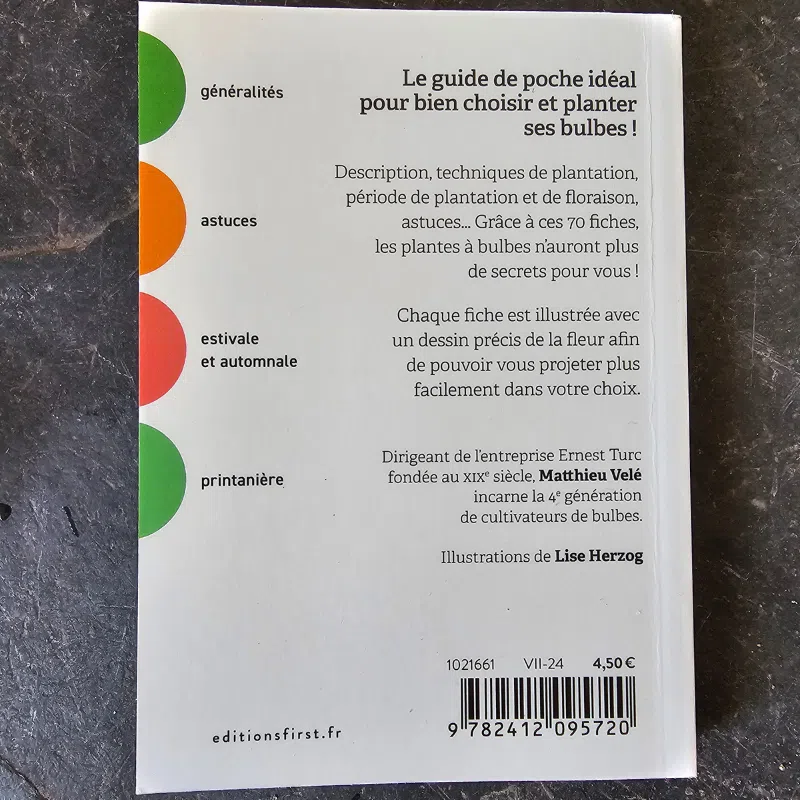 généralités
astuces
estivale
et automnale
printanière
Le guide de poche idéal
pour bien choisir et planter
ses bulbes !
Description, techniques de plantation,
période de plantation et de floraison,
astuces... Grâce à ces 70 fiches,
les plantes à bulbes n'auront plus
de secrets pour vous !
Chaque fiche est illustrée avec
un dessin précis de la fleur afin
de pouvoir vous projeter plus
facilement dans votre choix.
Dirigeant de l'entreprise Ernest Turc
fondée au XIXe siècle, Matthieu Velé
incarne la 4e génération
de cultivateurs de bulbes.
Illustrations de Lise Herzog
1021661 VII-24 4,50 €
9 782412 095720
editionsfirst.fr